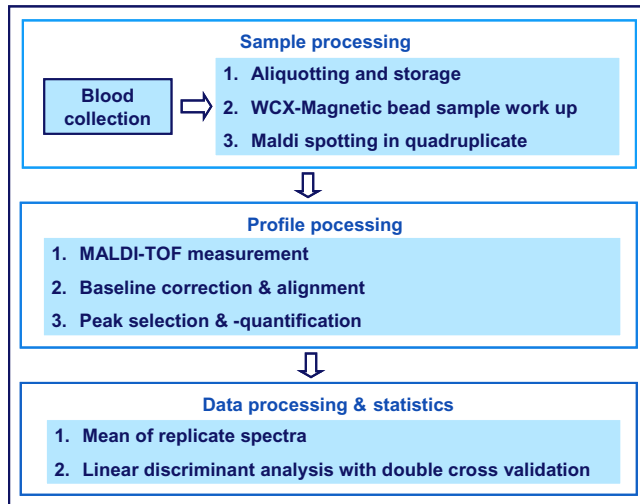 Sample processing
Blood
collection
1. Aliquotting and storage
2. WCX-Magnetic bead sample work up
3. Maldi spotting in quadruplicate
Profile pocessing
1. MALDI-TOF measurement
2. Baseline correction & alignment
3. Peak selection & -quantification
Data processing & statistics
1. Mean of replicate spectra
2. Linear discriminant analysis with double cross validation